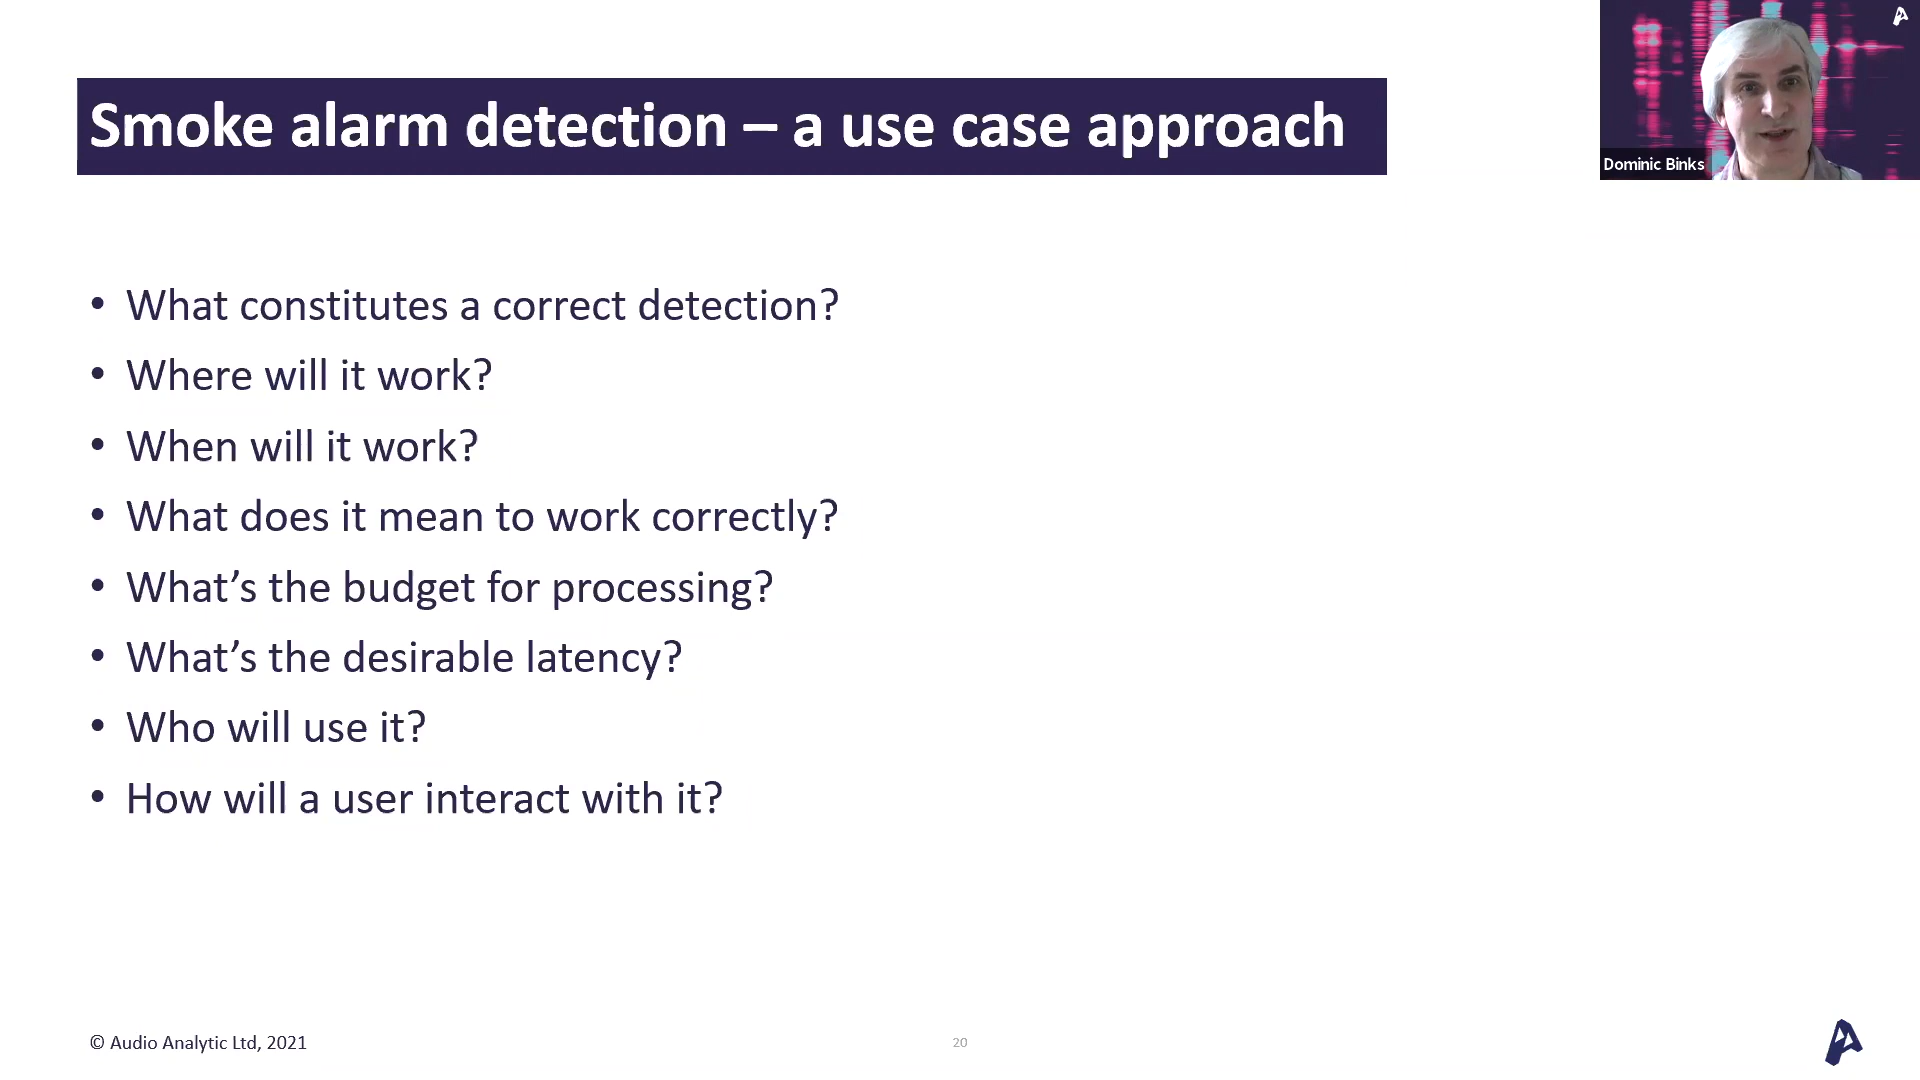 Smoke alarm detection – a use case approach
Dominic Binks
• What constitutes a correct detection?
• Where will it work?
• When will it work?
• What does it mean to work correctly?
• What’s the budget for processing?
• What’s the desirable latency?
• Who will use it?
• How will a user interact with it?
© Audio Analytic Ltd, 2021
20